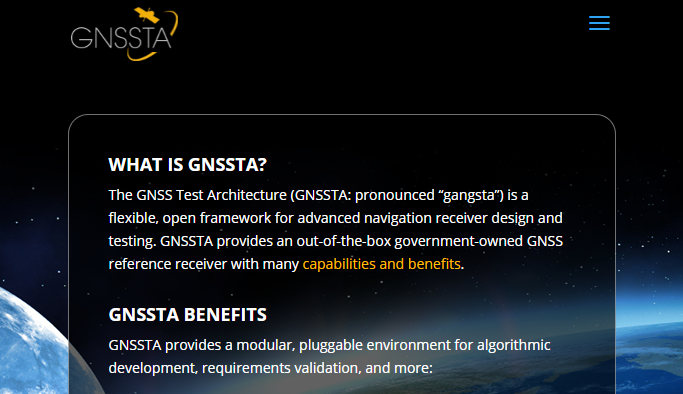 GNSSTA
WHAT IS GNSSTA?
The GNSS Test Architecture (GNSSTA: pronounced “gangsta”) is a
flexible, open framework for advanced navigation receiver design and
testing. GNSSTA provides an out-of-the-box government-owned GNSS
reference receiver with many capabilities and benefits.
GNSSTA BENEFITS
GNSSTA provides a modular, pluggable environment for algorithmic
development, requirements validation, and more: